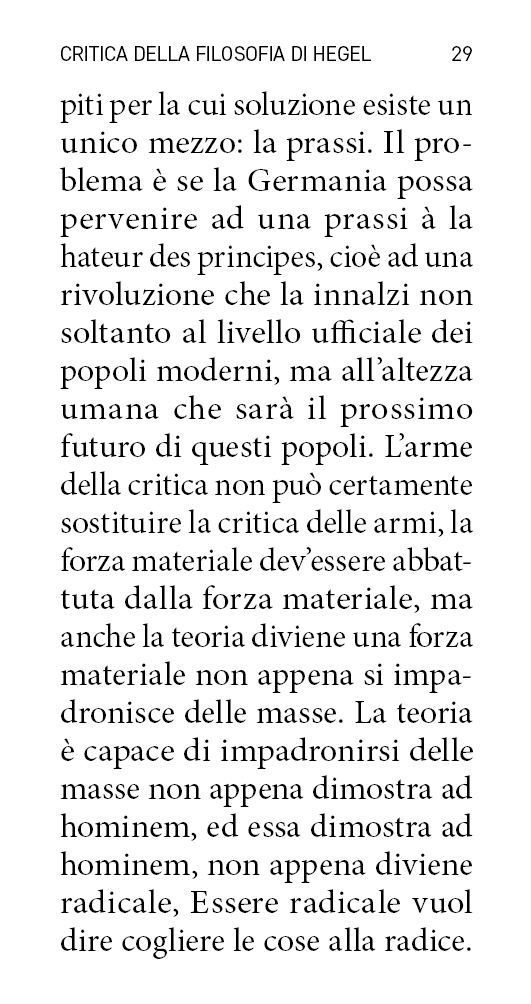 CRITICA DELLA FILOSOFIA DI HEGEL 29
piti per la cui soluzione esiste un
unico mezzo: la prassi. Il pro-
blema è se la Germania possa
pervenire ad una prassi à la
hateur des principes, cioè ad una
rivoluzione che la innalzi non
soltanto al livello ufficiale dei
popoli moderni, ma all’altezza
umana che sarà il prossimo
futuro di questi popoli. L’arme
della critica non può certamente
sostituire la critica delle armi, la
forza materiale dev’essere abbat-
tuta dalla forza materiale, ma
anche la teoria diviene una forza
materiale non appena si impa-
dronisce delle masse. La teoria
è capace di impadronirsi delle
masse non appena dimostra ad
hominem, ed essa dimostra ad
hominem, non appena diviene
radicale, Essere radicale vuol
dire cogliere le cose alla radice.